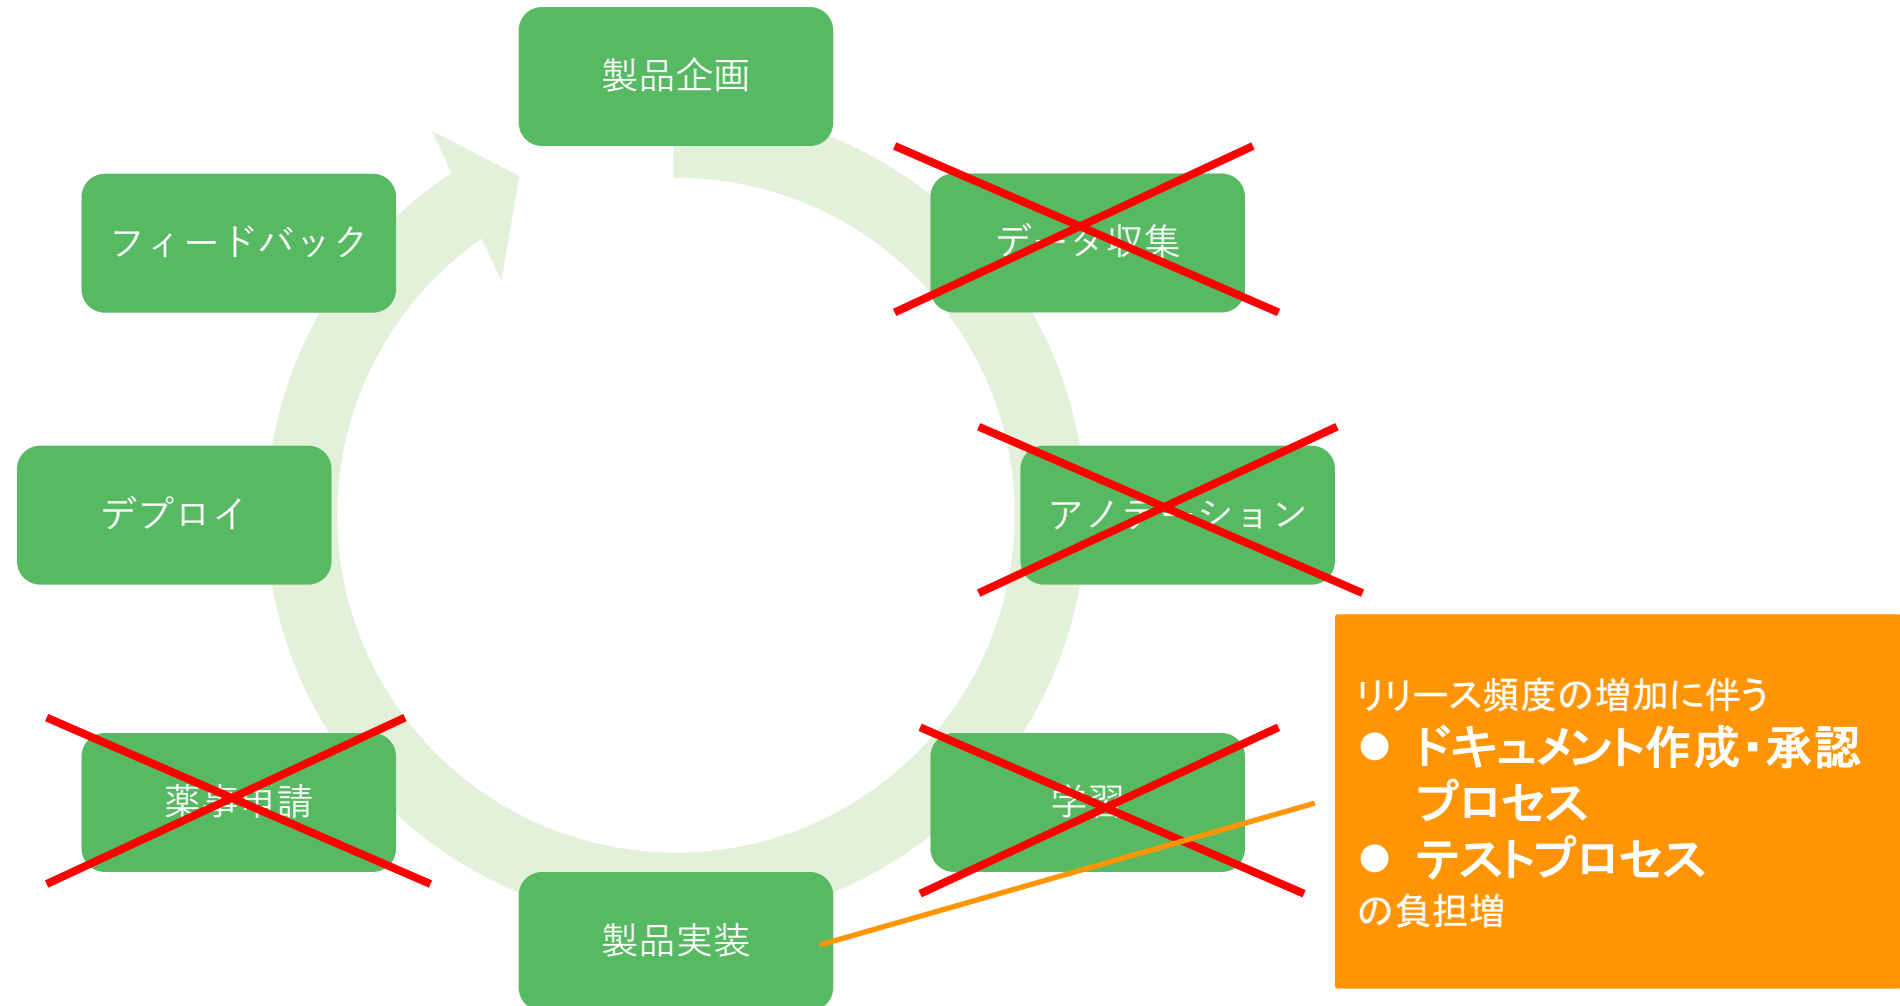 製品企画
フィードバック
データ収集
デプロイ
アノテーション
薬事申請
学習
製品実装
リリース頻度の増加に伴う
● ドキュメント作成・承認
プロセス
● テストプロセス
の負担増